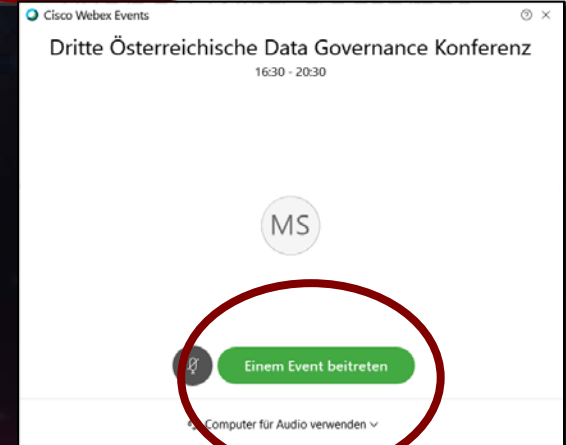 Cisco Webex Events
Dritte Österreichische Data Governance Konferenz
16:30 - 20:30
MS
Einem Event beitreten
Computer für Audio verwenden